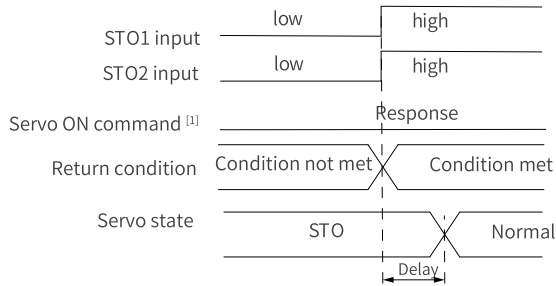 STO1 input low high
STO2 input low high
Servo ON command [1] Response
Return condition Condition not met Condition met
Servo state STO Normal
Delay